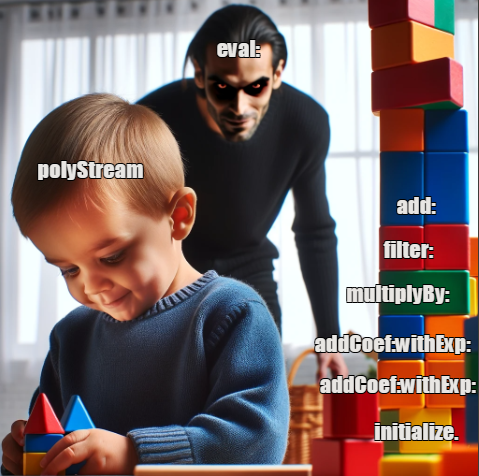 eval:
polyStream
add:
filter:
multiplyBy:
addCoef:withExp:
addCoef:withExp:
initialize.